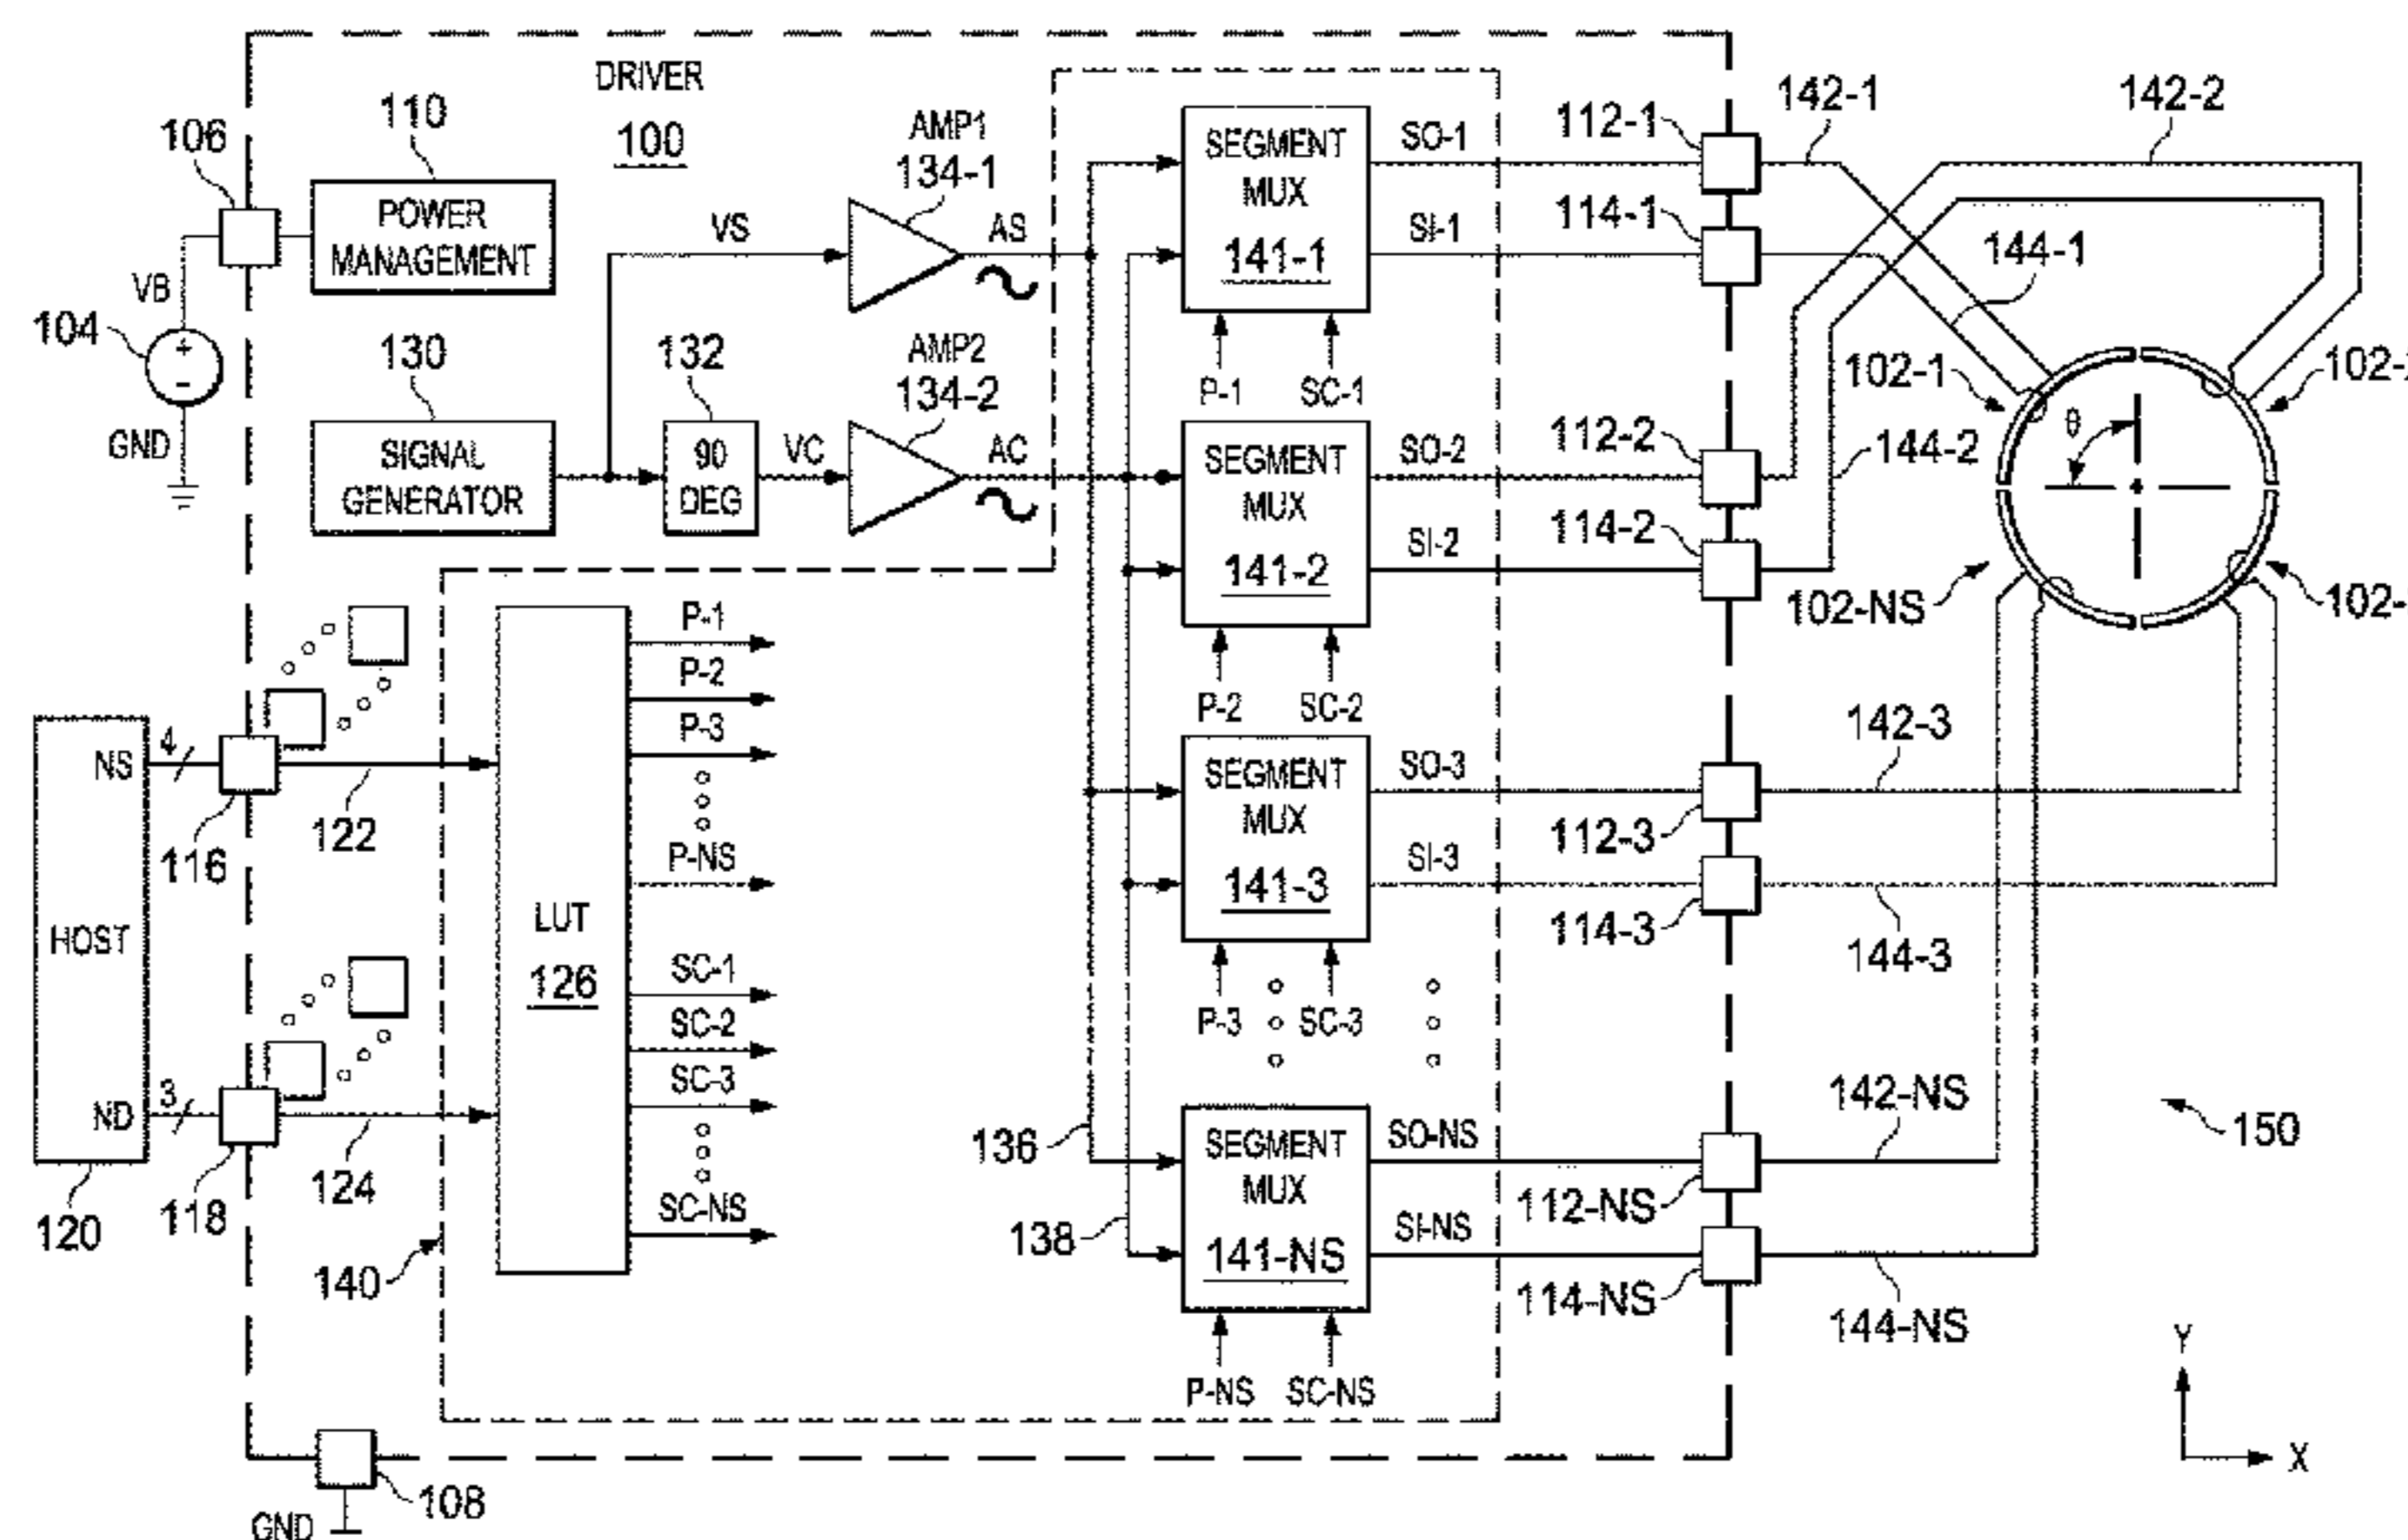 DRIVER
100
110
106
POWER
MANAGEMENT
VB
104
+
-
GND
130
SIGNAL
GENERATOR
132
90
DEG
VS
VC
AMP1
134-1
AS
AMP2
134-2
AC
SEGMENT
MUX
141-1
P-1
SC-1
SO-1
SI-1
112-1
114-1
142-1
142-2
144-1
102-1
θ
SEGMENT
MUX
141-2
P-2
SC-2
SO-2
SI-2
112-2
114-2
144-2
102-NS
102-
SEGMENT
MUX
141-3
P-3
SC-3
SO-3
SI-3
112-3
114-3
142-3
144-3
SEGMENT
MUX
141-NS
P-NS
SC-NS
SO-NS
SI-NS
112-NS
114-NS
142-NS
144-NS
150
136
138
HOST
NS
4
116
122
ND
3
118
124
120
140
LUT
126
P-1
P-2
P-3
P-NS
SC-1
SC-2
SC-3
SC-NS
108
GND
Y
X